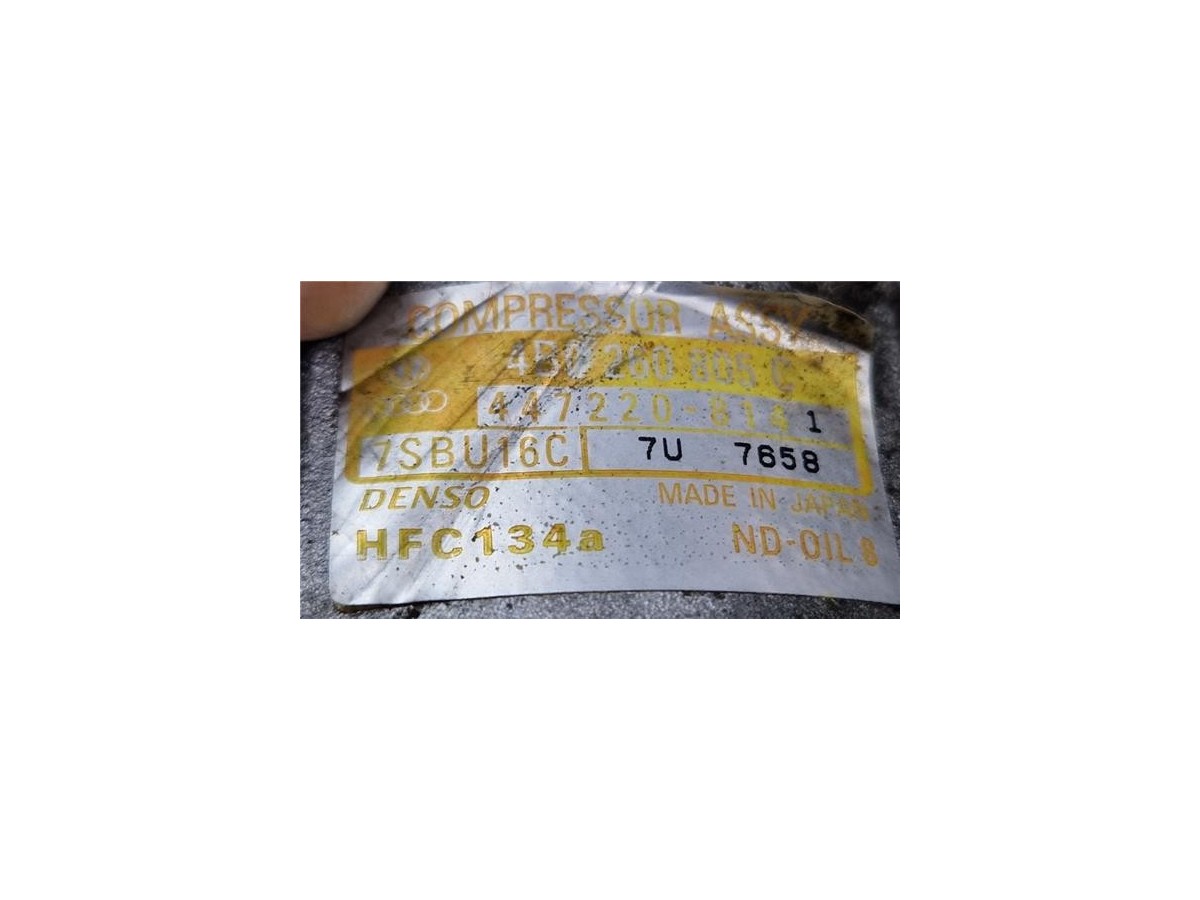 COMPRESSOR ASSY
4B0 260 805 C
447220-8141
7SBU16C 7U 7658
DENSO MADE IN JAPAN
HFC134a ND-OIL 8